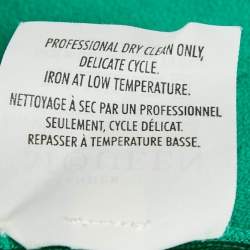 PROFESSIONAL DRY CLEAN ONLY,
DELICATE CYCLE.
IRON AT LOW TEMPERATURE.
NETTOYAGE À SEC PAR UN PROFESSIONNEL
SEULEMENT, CYCLE DÉLICAT.
REPASSER À TEMPERATURE BASSE.